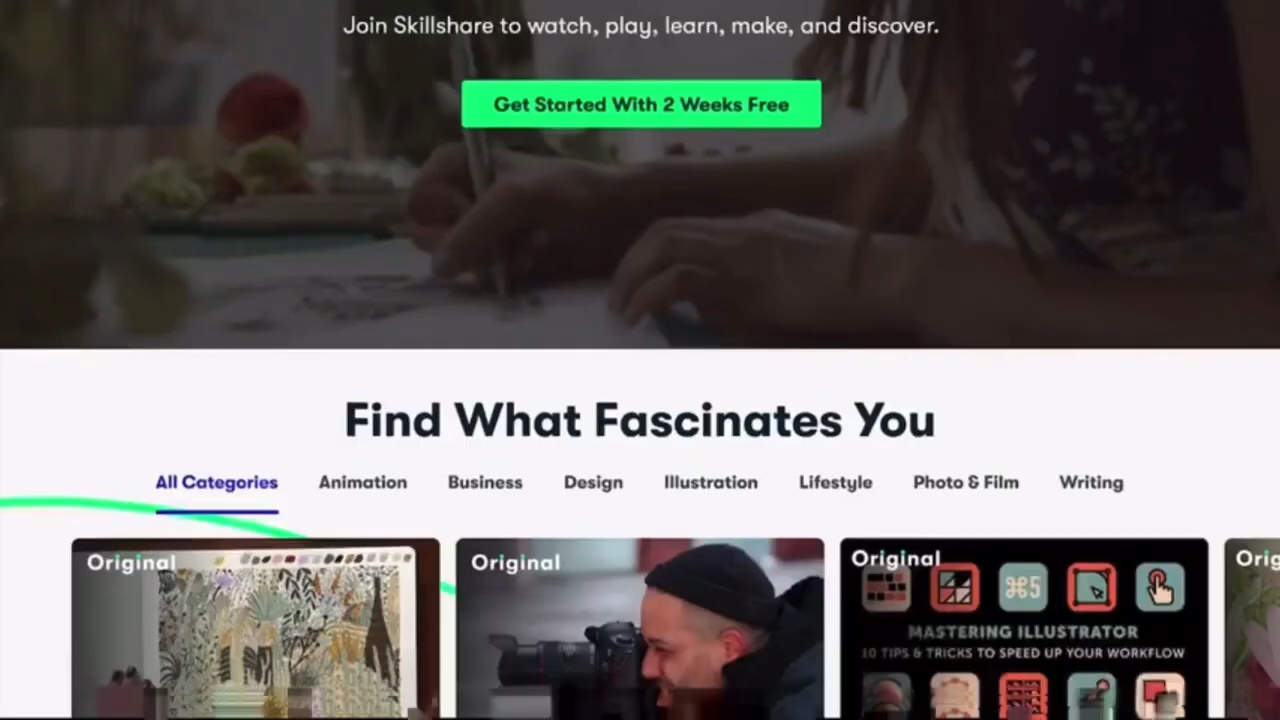 Join Skillshare to watch, play, learn, make, and discover.
Get Started With 2 Weeks Free
Find What Fascinates You
All Categories Animation Business Design Illustration Lifestyle Photo & Film Writing
Original Original Original Orig
⌘5
MASTERING ILLUSTRATOR
10 TIPS & TRICKS TO SPEED UP YOUR WORKFLOW